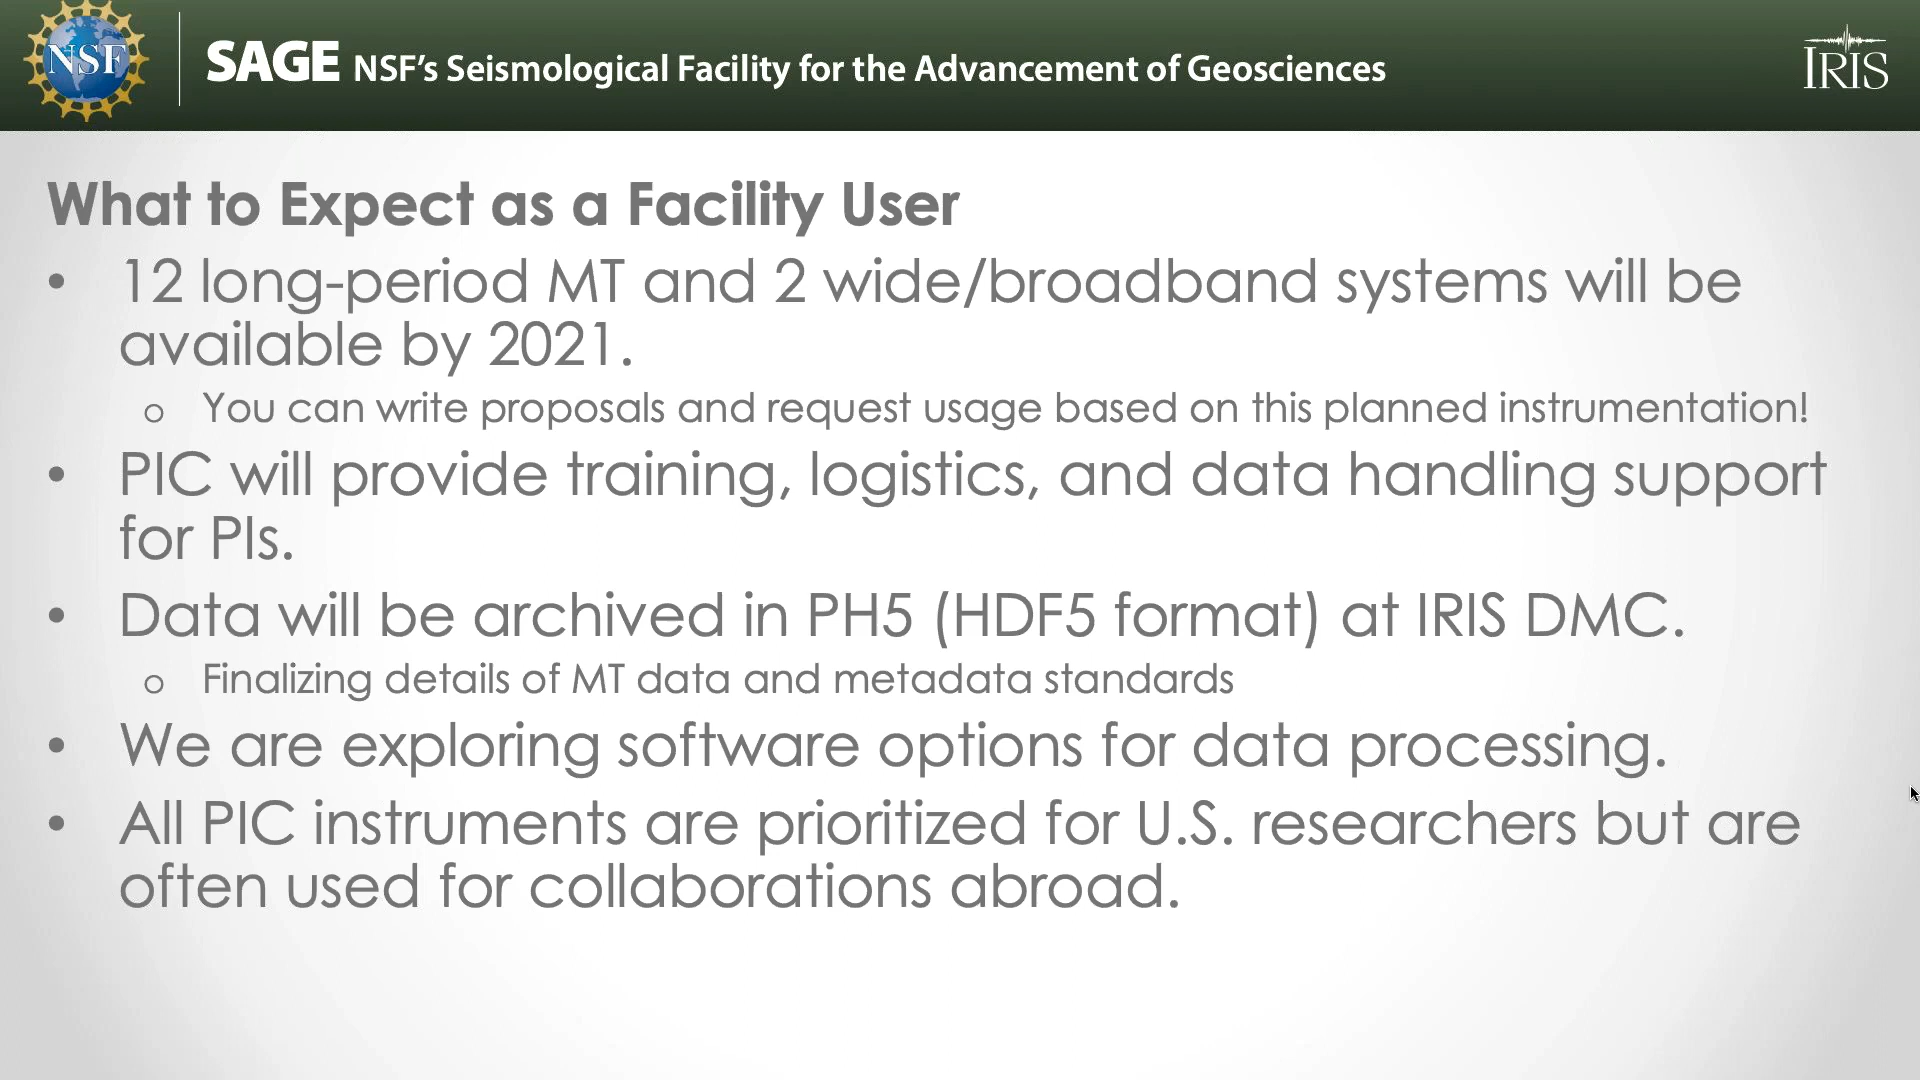 NSF
SAGE NSF's Seismological Facility for the Advancement of Geosciences
IRIS
What to Expect as a Facility User
• 12 long-period MT and 2 wide/broadband systems will be
available by 2021.
o You can write proposals and request usage based on this planned instrumentation!
• PIC will provide training, logistics, and data handling support
for PIs.
• Data will be archived in PH5 (HDF5 format) at IRIS DMC.
o Finalizing details of MT data and metadata standards
• We are exploring software options for data processing.
• All PIC instruments are prioritized for U.S. researchers but are
often used for collaborations abroad.